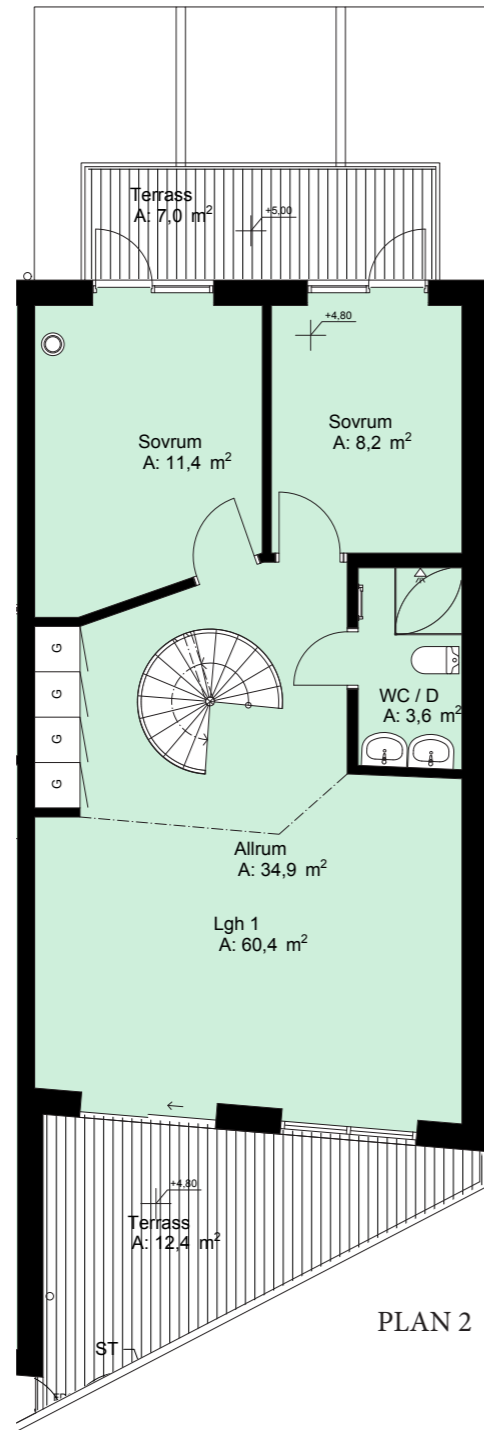 Terrass
A: 7,0 m²
+5,00
+4,80
Sovrum
A: 11,4 m²
Sovrum
A: 8,2 m²
G
G
G
G
WC / D
A: 3,6 m²
Allrum
A: 34,9 m²
Lgh 1
A: 60,4 m²
+4,80
Terrass
A: 12,4 m²
PLAN 2
ST